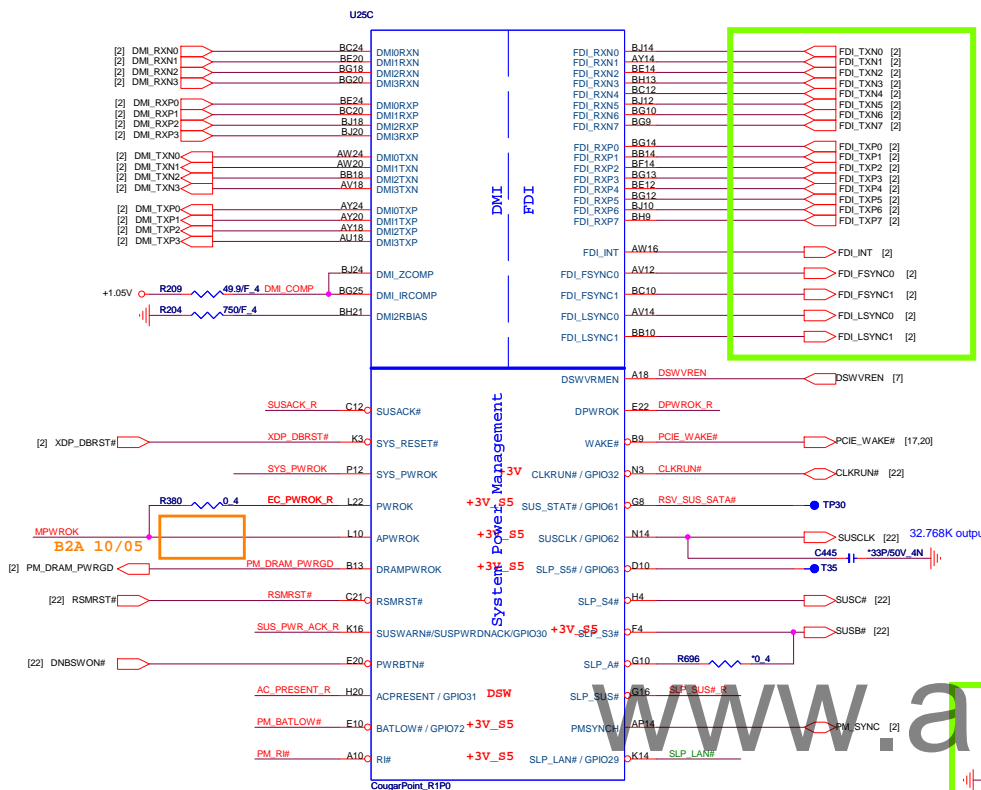 U25C
[2] DMI_RXN0 BC24 DMI0RXN FDI_RXN0 BJ14 FDI_TXN0 [2]
[2] DMI_RXN1 BE20 DMI1RXN FDI_RXN1 AY14 FDI_TXN1 [2]
[2] DMI_RXN2 BG18 DMI2RXN FDI_RXN2 BE14 FDI_TXN2 [2]
[2] DMI_RXN3 BG20 DMI3RXN FDI_RXN3 BH13 FDI_TXN3 [2]
FDI_RXN4 BC12 FDI_TXN4 [2]
[2] DMI_RXP0 BE24 DMI0RXP FDI_RXN5 BJ12 FDI_TXN5 [2]
[2] DMI_RXP1 BC20 DMI1RXP FDI_RXN6 BG10 FDI_TXN6 [2]
[2] DMI_RXP2 BJ18 DMI2RXP FDI_RXN7 BG9 FDI_TXN7 [2]
[2] DMI_RXP3 BJ20 DMI3RXP
FDI_RXP0 BG14 FDI_TXP0 [2]
[2] DMI_TXN0 AW24 DMI0TXN FDI_RXP1 BB14 FDI_TXP1 [2]
[2] DMI_TXN1 AW20 DMI1TXN FDI_RXP2 BF14 FDI_TXP2 [2]
[2] DMI_TXN2 BB18 DMI2TXN FDI_RXP3 BG13 FDI_TXP3 [2]
[2] DMI_TXN3 AV18 DMI3TXN FDI_RXP4 BE12 FDI_TXP4 [2]
FDI_RXP5 BG12 FDI_TXP5 [2]
[2] DMI_TXP0 AY24 DMI0TXP FDI_RXP6 BJ10 FDI_TXP6 [2]
[2] DMI_TXP1 AY20 DMI1TXP FDI_RXP7 BH9 FDI_TXP7 [2]
[2] DMI_TXP2 AY18 DMI2TXP
[2] DMI_TXP3 AU18 DMI3TXP
DMI
FDI
FDI_INT AW16 FDI_INT [2]
BJ24 DMI_ZCOMP FDI_FSYNC0 AV12 FDI_FSYNC0 [2]
+1.05V R209 49.9/F_4 DMI_COMP BG25 DMI_IRCOMP FDI_FSYNC1 BC10 FDI_FSYNC1 [2]
R204 750/F_4 BH21 DMI2RBIAS FDI_LSYNC0 AV14 FDI_LSYNC0 [2]
FDI_LSYNC1 BB10 FDI_LSYNC1 [2]
DSWVRMEN A18 DSWVREN DSWVREN [7]
System Power Management
SUSACK_R C12 SUSACK# DPWROK E22 DPWROK_R
[2] XDP_DBRST# XDP_DBRST# K3 SYS_RESET# WAKE# B9 PCIE_WAKE# PCIE_WAKE# [17,20]
SYS_PWROK P12 SYS_PWROK +3V CLKRUN# / GPIO32 N3 CLKRUN# CLKRUN# [22]
R380 0_4 EC_PWROK_R L22 PWROK +3V_S5 SUS_STAT# / GPIO61 G8 RSV_SUS_SATA# TP30
MPWROK L10 APWROK +3V_S5 SUSCLK / GPIO62 N14 SUSCLK [22] 32.768K outpu
B2A 10/05
C445 *33P/50V_4N
[2] PM_DRAM_PWRGD PM_DRAM_PWRGD B13 DRAMPWROK +3V_S5 SLP_S5# / GPIO63 D10 T35
[22] RSMRST# RSMRST# C21 RSMRST# SLP_S4# H4 SUSC# [22]
SUS_PWR_ACK_R K16 SUSWARN#/SUSPWRDNACK/GPIO30 +3V_S5 SLP_S3# F4 SUSB# [22]
[22] DNBSWON# E20 PWRBTN# SLP_A# G10 R696 *0_4
AC_PRESENT_R H20 ACPRESENT / GPIO31 DSW SLP_SUS# G16 SLP_SUS#_R
PM_BATLOW# E10 BATLOW# / GPIO72 +3V_S5 PMSYNCH AP14 PM_SYNC [2]
PM_RI# A10 RI# +3V_S5 SLP_LAN# / GPIO29 K14 SLP_LAN#
www.a
CougarPoint_R1P0